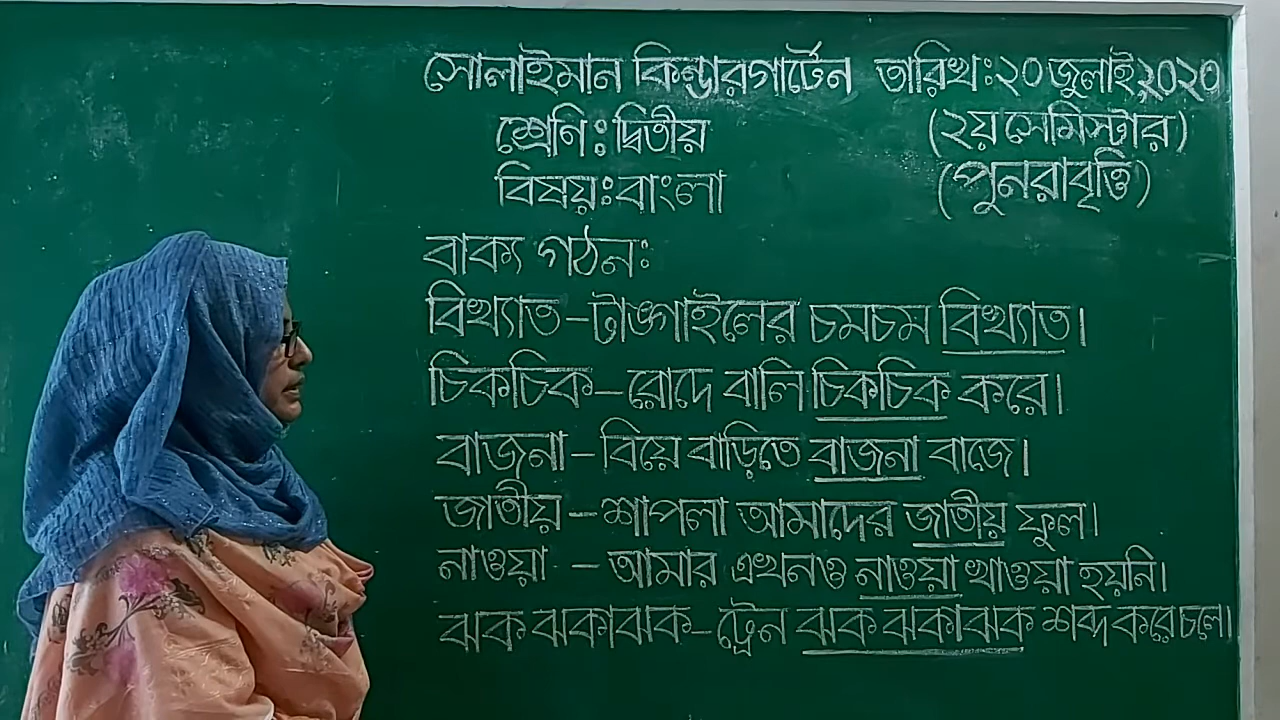 সোলাইমান কিন্ডারগার্টেন তারিখঃ২০ জুলাই,২০২০
শ্রেণিঃ দ্বিতীয় (২য় সেমিস্টার)
বিষয়ঃ বাংলা (পুনরাবৃত্তি)
বাক্য গঠনঃ
বিখ্যাত – টাঙ্গাইলের চমচম বিখ্যাত।
চিকচিক – রোদে বালি চিকচিক করে।
বাজনা – বিয়ে বাড়িতে বাজনা বাজে।
জাতীয় – শাপলা আমাদের জাতীয় ফুল।
নাওয়া – আমার এখনও নাওয়া খাওয়া হয়নি।
ঝক ঝকাঝক – ট্রেন ঝক ঝকাঝক শব্দ করে চলে।